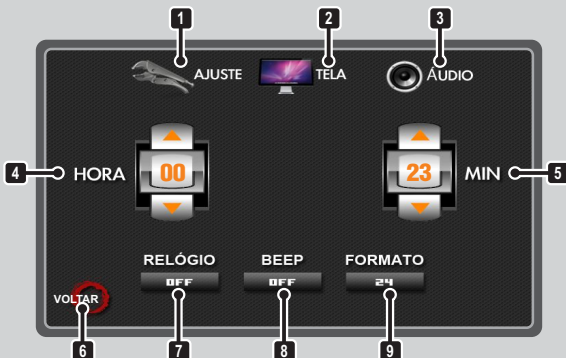 1 2 3
AJUSTE TELA ÁUDIO
4 HORA 00 23 MIN 5
RELÓGIO BEEP FORMATO
OFF OFF 24
VOLTAR
6 7 8 9